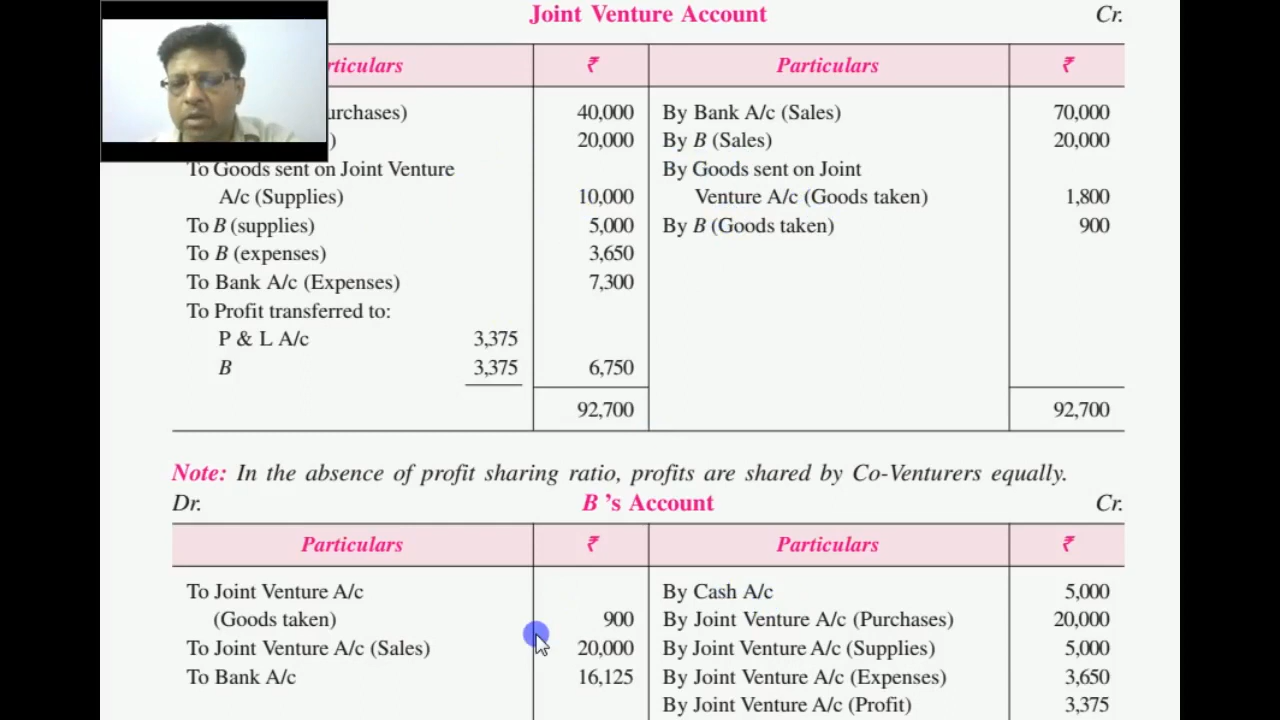 Joint Venture Account Cr.
rticulars ₹ Particulars ₹
urchases) 40,000 By Bank A/c (Sales) 70,000
) 20,000 By B (Sales) 20,000
To Goods sent on Joint Venture By Goods sent on Joint
A/c (Supplies) 10,000 Venture A/c (Goods taken) 1,800
To B (supplies) 5,000 By B (Goods taken) 900
To B (expenses) 3,650
To Bank A/c (Expenses) 7,300
To Profit transferred to:
P & L A/c 3,375
B 3,375 6,750
92,700 92,700
Note: In the absence of profit sharing ratio, profits are shared by Co-Venturers equally.
Dr. B ’s Account Cr.
Particulars ₹ Particulars ₹
To Joint Venture A/c By Cash A/c 5,000
(Goods taken) 900 By Joint Venture A/c (Purchases) 20,000
To Joint Venture A/c (Sales) 20,000 By Joint Venture A/c (Supplies) 5,000
To Bank A/c 16,125 By Joint Venture A/c (Expenses) 3,650
By Joint Venture A/c (Profit) 3,375